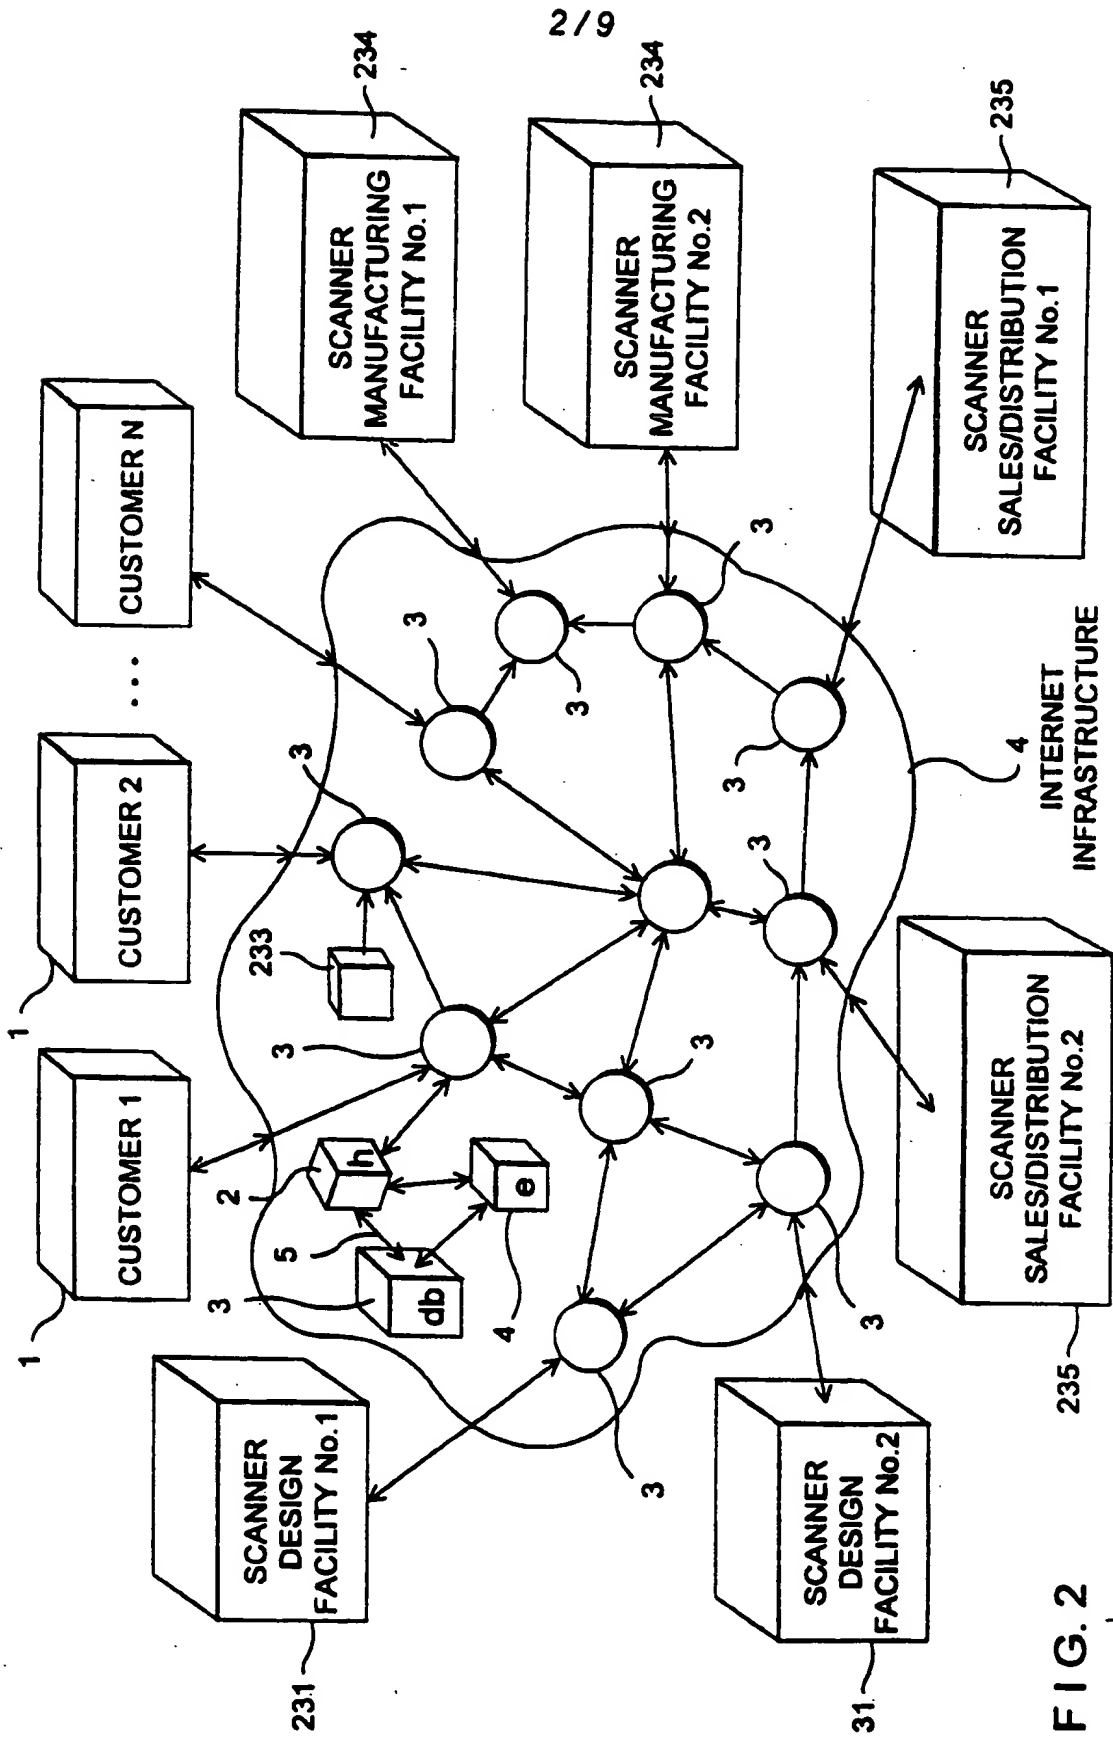 2/9
1
CUSTOMER 1
1
CUSTOMER 2
...
CUSTOMER N
231
SCANNER
DESIGN
FACILITY No.1
SCANNER
MANUFACTURING
FACILITY No.1
234
SCANNER
MANUFACTURING
FACILITY No.2
234
SCANNER
SALES/DISTRIBUTION
FACILITY No.1
235
SCANNER
SALES/DISTRIBUTION
FACILITY No.2
235
SCANNER
DESIGN
FACILITY No.2
31
2
h
5
3
db
4
e
233
3
3
3
3
3
3
3
3
3
3
4
INTERNET
INFRASTRUCTURE
FIG. 2